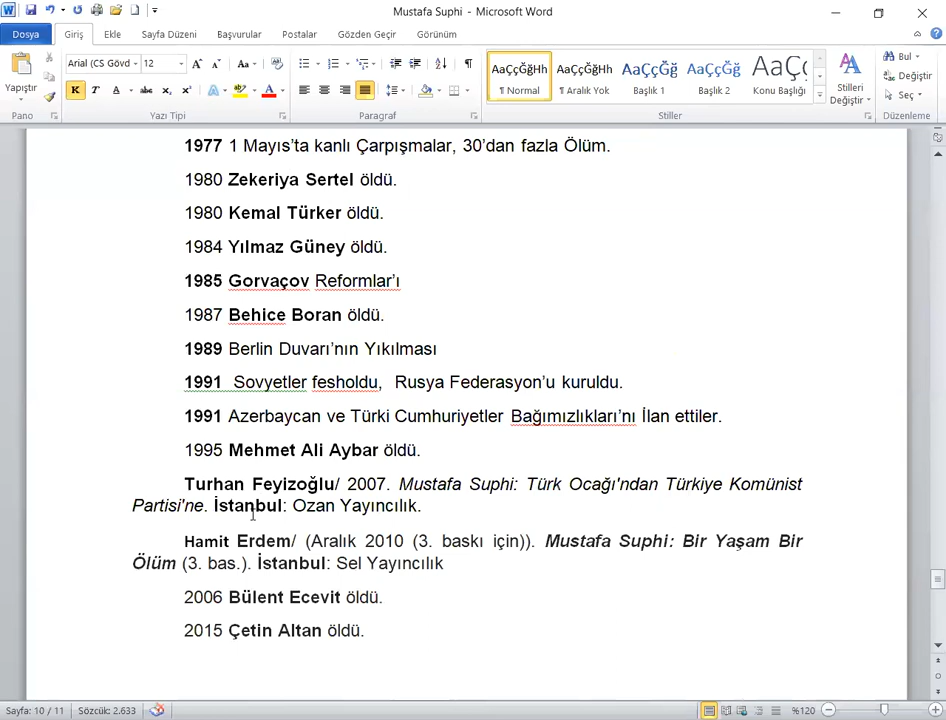 Mustafa Suphi - Microsoft Word
Dosya Giriş Ekle Sayfa Düzeni Başvurular Postalar Gözden Geçir Görünüm
Arial (CS Gövd 12
Yapıştır
K T A abc x₂ x²
AaÇçĞğHh AaÇçĞğHh AaÇçĞğ AaÇçĞğ AaÇç
¶ Normal ¶ Aralık Yok Başlık 1 Başlık 2 Konu Başlığı
Stilleri Değiştir
Bul
Değiştir
Seç
Pano Yazı Tipi Paragraf Stiller Düzenleme
1977 1 Mayıs’ta kanlı Çarpışmalar, 30’dan fazla Ölüm.
1980 Zekeriya Sertel öldü.
1980 Kemal Türker öldü.
1984 Yılmaz Güney öldü.
1985 Gorvaçov Reformlar’ı
1987 Behice Boran öldü.
1989 Berlin Duvarı’nın Yıkılması
1991 Sovyetler fesholdu, Rusya Federasyon’u kuruldu.
1991 Azerbaycan ve Türki Cumhuriyetler Bağımızlıkları’nı İlan ettiler.
1995 Mehmet Ali Aybar öldü.
Turhan Feyizoğlu/ 2007. Mustafa Suphi: Türk Ocağı'ndan Türkiye Komünist
Partisi'ne. İstanbul: Ozan Yayıncılık.
Hamit Erdem/ (Aralık 2010 (3. baskı için)). Mustafa Suphi: Bir Yaşam Bir
Ölüm (3. bas.). İstanbul: Sel Yayıncılık
2006 Bülent Ecevit öldü.
2015 Çetin Altan öldü.
Sayfa: 10 / 11 Sözcük: 2.633 %120